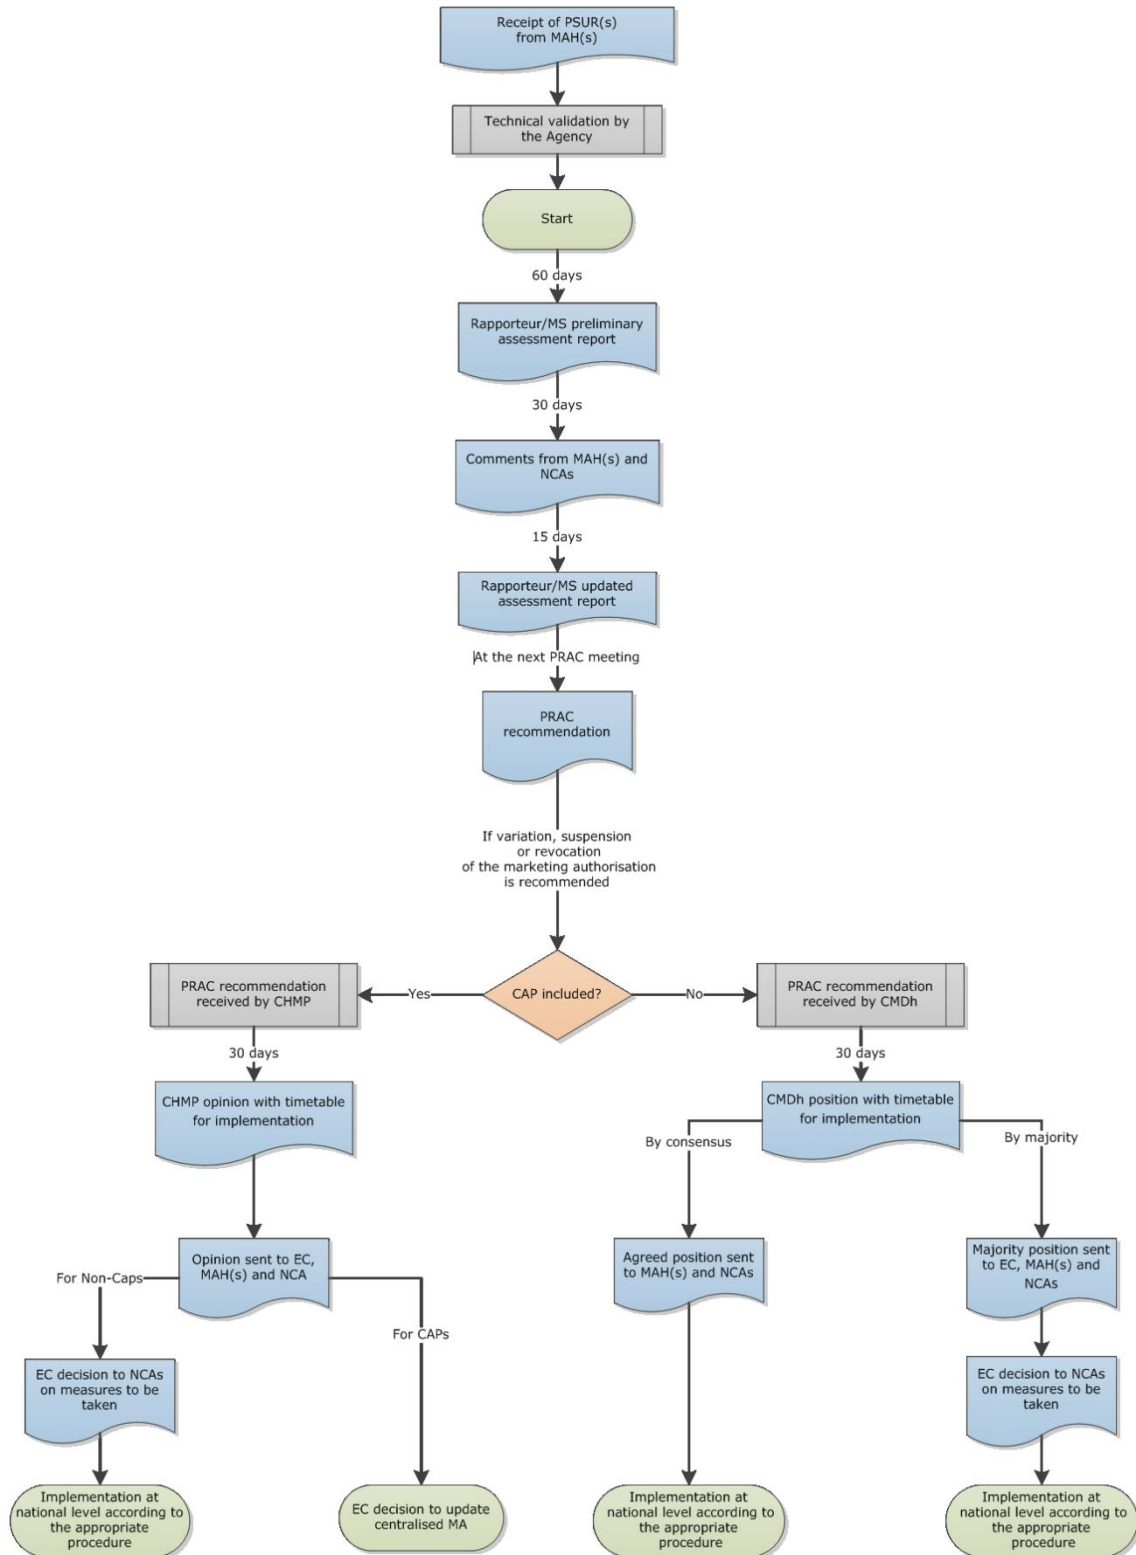 Receipt of PSUR(s)
from MAH(s)
Technical validation by
the Agency
Start
60 days
Rapporteur/MS preliminary
assessment report
30 days
Comments from MAH(s) and
NCAs
15 days
Rapporteur/MS updated
assessment report
At the next PRAC meeting
PRAC
recommendation
If variation, suspension
or revocation
of the marketing authorisation
is recommended
PRAC recommendation
received by CHMP
Yes
CAP included?
No
PRAC recommendation
received by CMDh
30 days
30 days
CHMP opinion with timetable
for implementation
CMDh position with timetable
for implementation
By consensus
By majority
Opinion sent to EC,
MAH(s) and NCA
Agreed position sent
to MAH(s) and NCAs
Majority position sent
to EC, MAH(s) and
NCAs
For Non-Caps
For CAPs
EC decision to NCAs
on measures to be
taken
EC decision to NCAs
on measures to be
taken
Implementation at
national level according to
the appropriate
procedure
EC decision to update
centralised MA
Implementation at
national level according to
the appropriate
procedure
Implementation at
national level according to
the appropriate
procedure